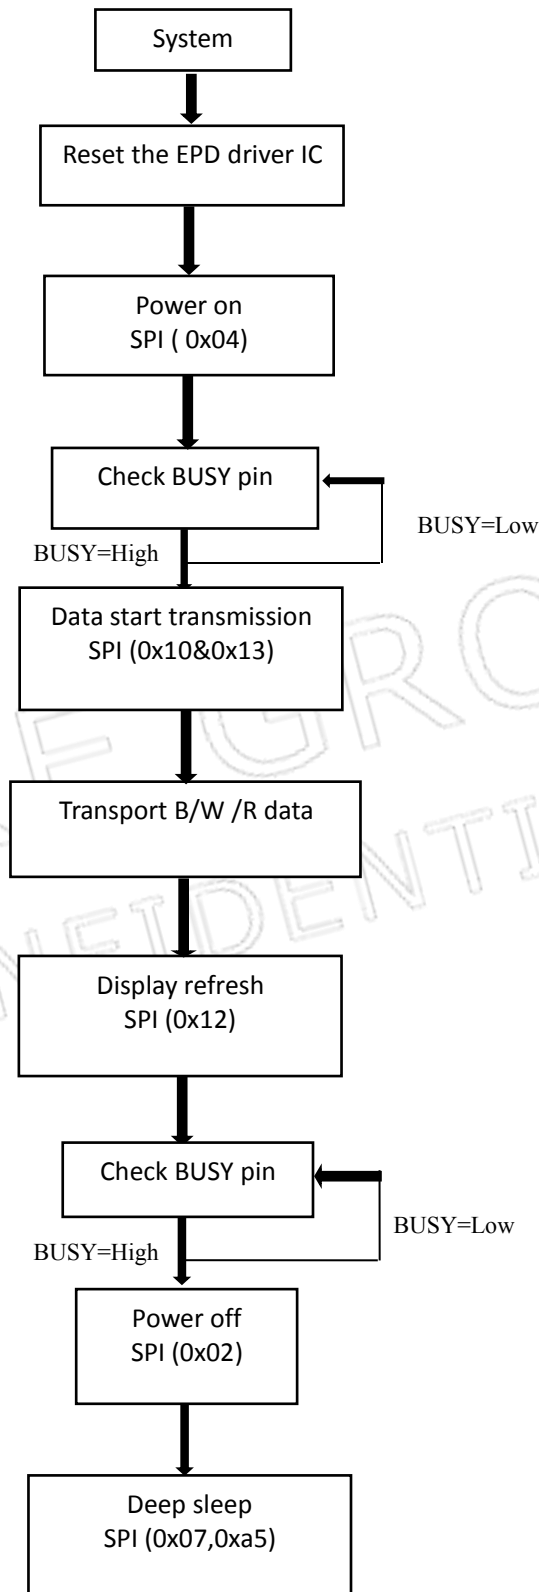 System
Reset the EPD driver IC
Power on
SPI ( 0x04)
Check BUSY pin
BUSY=Low
BUSY=High
Data start transmission
SPI (0x10&0x13)
Transport B/W /R data
Display refresh
SPI (0x12)
Check BUSY pin
BUSY=Low
BUSY=High
Power off
SPI (0x02)
Deep sleep
SPI (0x07,0xa5)